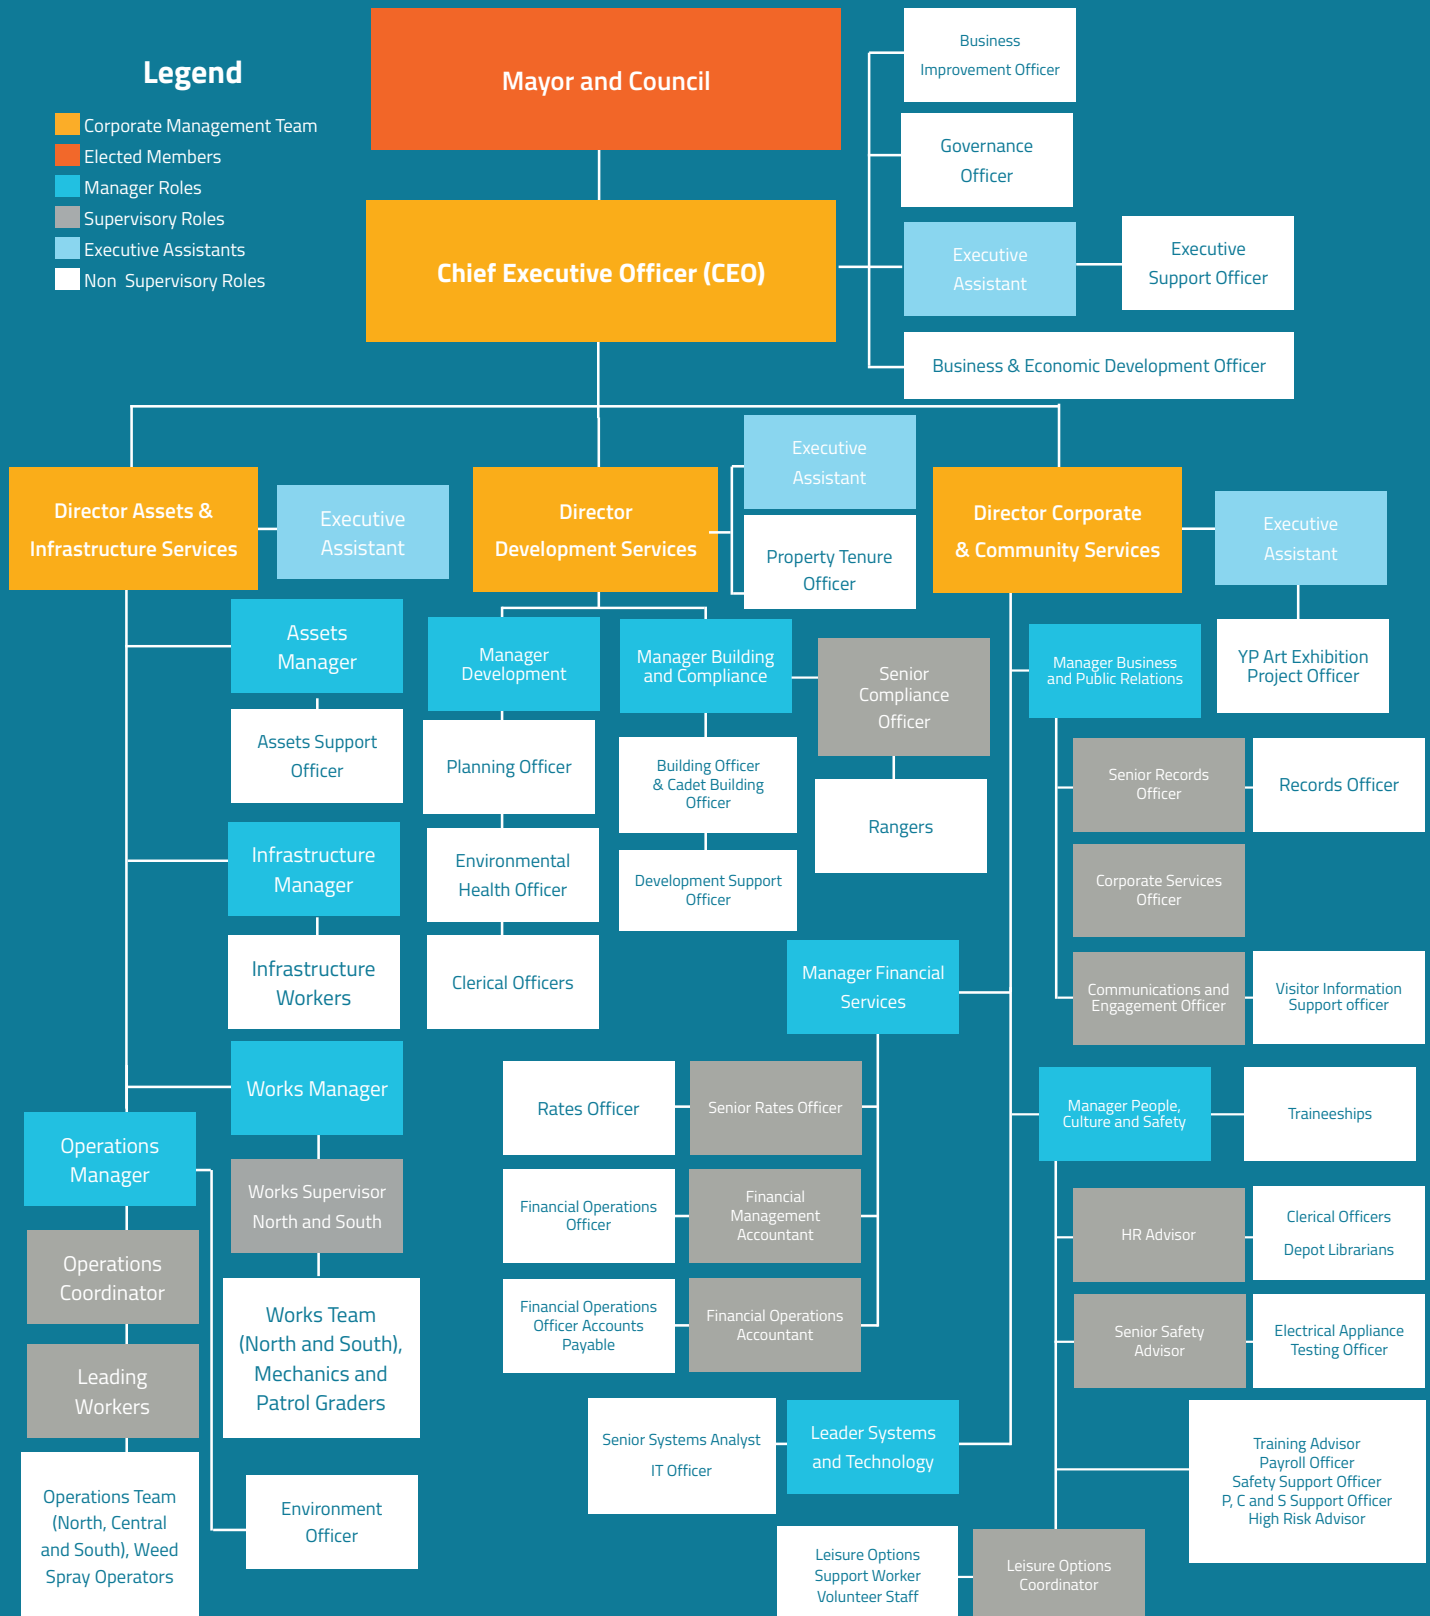 Legend
Corporate Management Team
Elected Members
Manager Roles
Supervisory Roles
Executive Assistants
Non  Supervisory Roles
Mayor and Council
Chief Executive Officer (CEO)
Business
Improvement Officer
Governance
Officer
Executive
Assistant
Executive
Support Officer
Business & Economic Development Officer
Director Assets &
Infrastructure Services
Executive
Assistant
Director
Development Services
Executive
Assistant
Property Tenure
Officer
Director Corporate
& Community Services
Executive
Assistant
YP Art Exhibition
Project Officer
Assets
Manager
Assets Support
Officer
Infrastructure
Manager
Infrastructure
Workers
Works Manager
Works Supervisor
North and South
Works Team
(North and South),
Mechanics and
Patrol Graders
Operations
Manager
Operations
Coordinator
Leading
Workers
Operations Team
(North, Central
and South), Weed
Spray Operators
Environment
Officer
Manager
Development
Planning Officer
Environmental
Health Officer
Clerical Officers
Manager Building
and Compliance
Building Officer
& Cadet Building
Officer
Development Support
Officer
Senior
Compliance
Officer
Rangers
Manager Business
and Public Relations
Senior Records
Officer
Records Officer
Corporate Services
Officer
Communications and
Engagement Officer
Visitor Information
Support officer
Manager Financial
Services
Rates Officer
Senior Rates Officer
Financial Operations
Officer
Financial
Management
Accountant
Financial Operations
Officer Accounts
Payable
Financial Operations
Accountant
Manager People,
Culture and Safety
Traineeships
HR Advisor
Clerical Officers
Depot Librarians
Senior Safety
Advisor
Electrical Appliance
Testing Officer
Training Advisor
Payroll Officer
Safety Support Officer
P, C and S Support Officer
High Risk Advisor
Senior Systems Analyst
IT Officer
Leader Systems
and Technology
Leisure Options
Support Worker
Volunteer Staff
Leisure Options
Coordinator